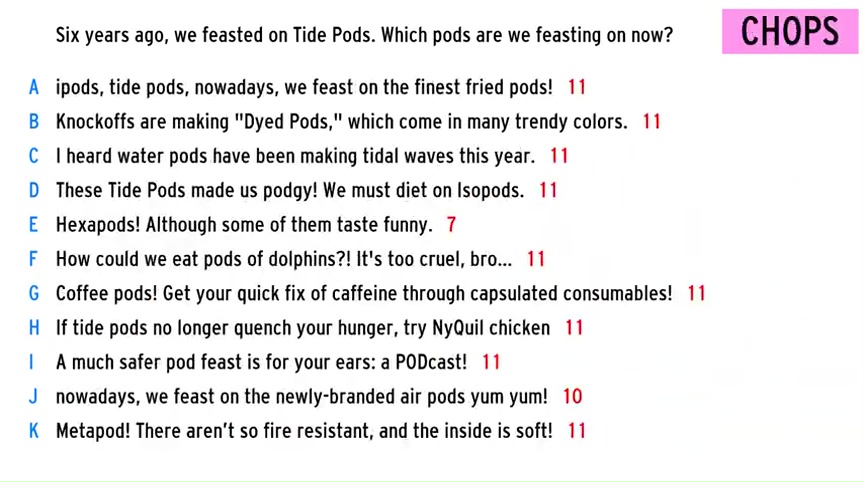 Six years ago, we feasted on Tide Pods. Which pods are we feasting on now?
CHOPS
A ipods, tide pods, nowadays, we feast on the finest fried pods! 11
B Knockoffs are making "Dyed Pods," which come in many trendy colors. 11
C I heard water pods have been making tidal waves this year. 11
D These Tide Pods made us podgy! We must diet on Isopods. 11
E Hexapods! Although some of them taste funny. 7
F How could we eat pods of dolphins?! It's too cruel, bro... 11
G Coffee pods! Get your quick fix of caffeine through capsulated consumables! 11
H If tide pods no longer quench your hunger, try NyQuil chicken 11
I A much safer pod feast is for your ears: a PODcast! 11
J nowadays, we feast on the newly-branded air pods yum yum! 10
K Metapod! There aren’t so fire resistant, and the inside is soft! 11